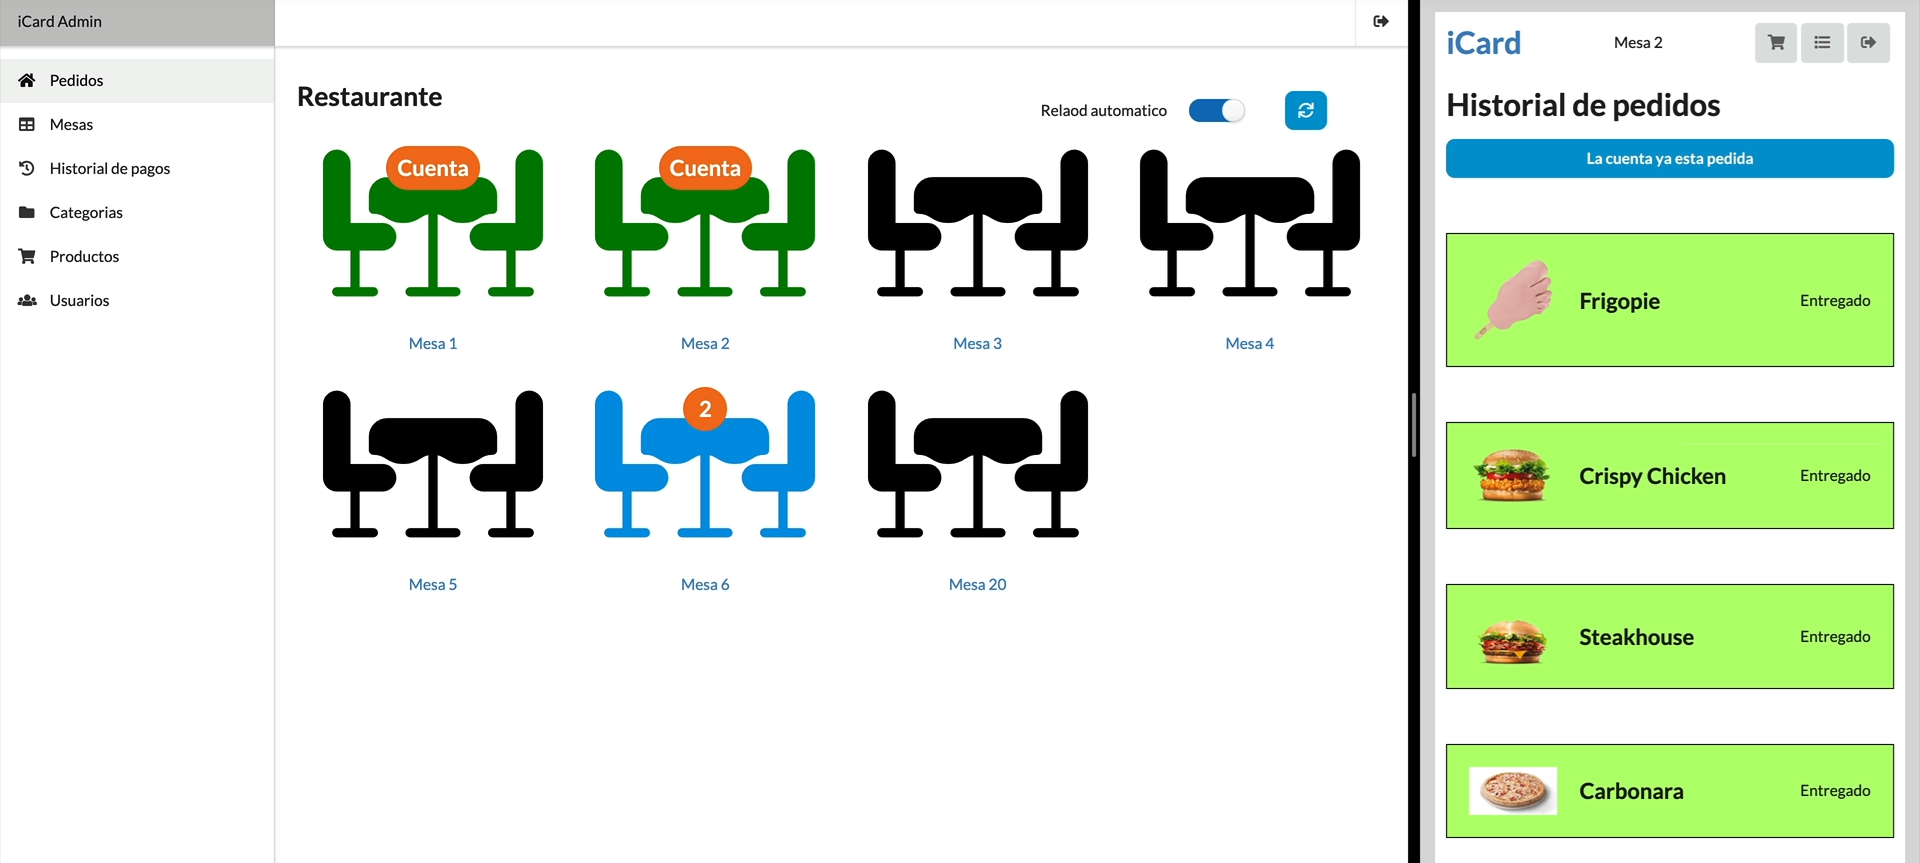 iCard Admin
Pedidos
Mesas
Historial de pagos
Categorias
Productos
Usuarios
Restaurante
Relaod automatico
Cuenta
Cuenta
Mesa 1
Mesa 2
Mesa 3
Mesa 4
2
Mesa 5
Mesa 6
Mesa 20
iCard
Mesa 2
Historial de pedidos
La cuenta ya esta pedida
Frigopie
Entregado
Crispy Chicken
Entregado
Steakhouse
Entregado
Carbonara
Entregado